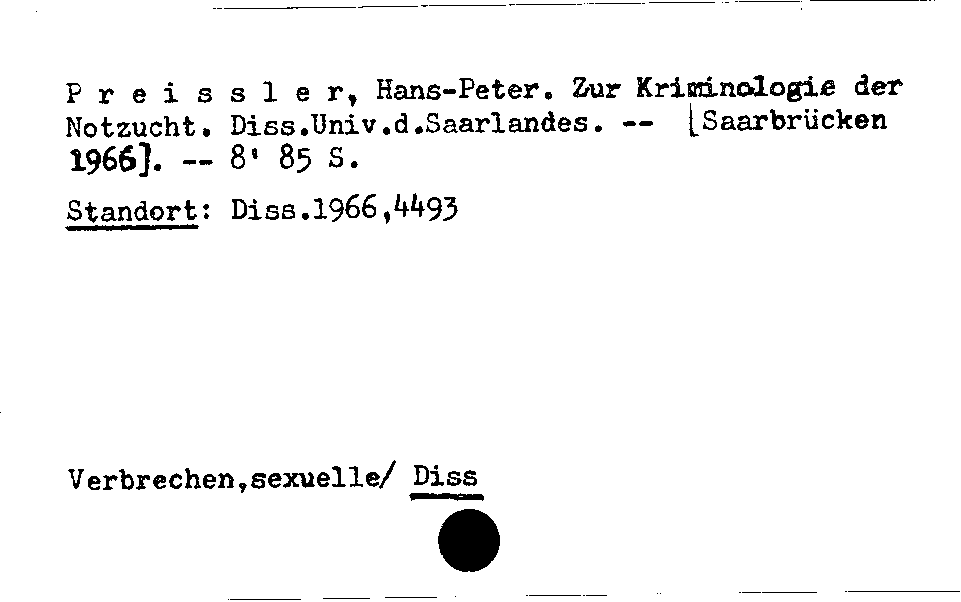 P r e i s s l e r, Hans-Peter. Zur Kriminologie der
Notzucht. Diss.Univ.d.Saarlandes. -- [Saarbrücken
1966]. -- 8' 85 S.
Standort: Diss.1966,4493
Verbrechen,sexuelle/ Diss